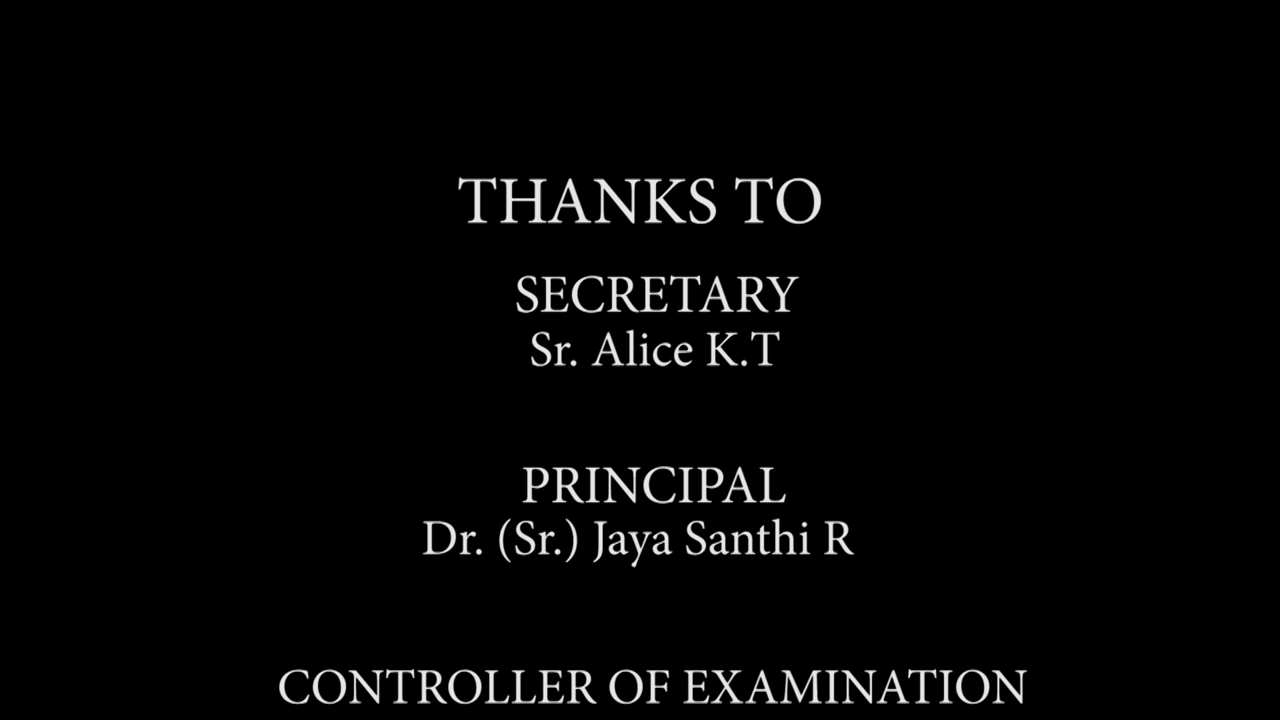 THANKS TO
SECRETARY
Sr. Alice K.T
PRINCIPAL
Dr. (Sr.) Jaya Santhi R
CONTROLLER OF EXAMINATION